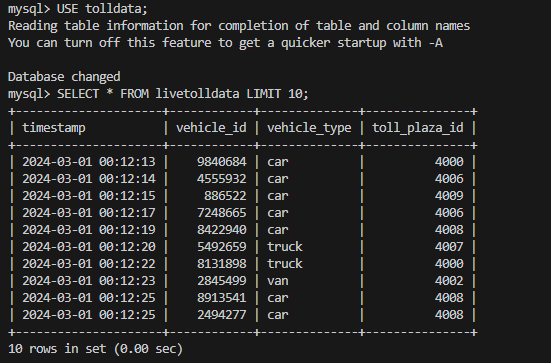 mysql> USE tolldata;
Reading table information for completion of table and column names
You can turn off this feature to get a quicker startup with -A

Database changed
mysql> SELECT * FROM livetolldata LIMIT 10;
+---------------------+------------+--------------+---------------+
| timestamp           | vehicle_id | vehicle_type | toll_plaza_id |
+---------------------+------------+--------------+---------------+
| 2024-03-01 00:12:13 |    9840684 | car          |          4000 |
| 2024-03-01 00:12:14 |    4555932 | car          |          4006 |
| 2024-03-01 00:12:15 |     886522 | car          |          4009 |
| 2024-03-01 00:12:17 |    7248665 | car          |          4006 |
| 2024-03-01 00:12:19 |    8422940 | car          |          4008 |
| 2024-03-01 00:12:20 |    5492659 | truck        |          4007 |
| 2024-03-01 00:12:22 |    8131898 | truck        |          4000 |
| 2024-03-01 00:12:23 |    2845499 | van          |          4002 |
| 2024-03-01 00:12:25 |    8913541 | car          |          4008 |
| 2024-03-01 00:12:25 |    2494277 | car          |          4008 |
+---------------------+------------+--------------+---------------+
10 rows in set (0.00 sec)